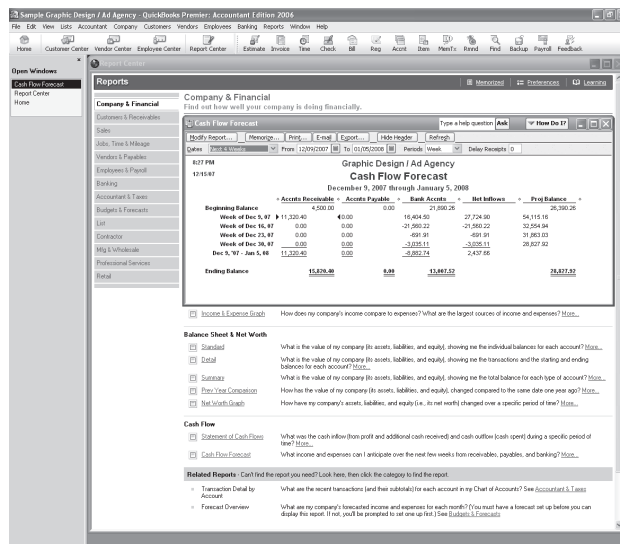 Sample Graphic Design / Ad Agency - QuickBooks Premier: Accountant Edition 2006
File Edit View Lists Accountant Company Customers Vendors Employees Banking Reports Window Help
Home Customer Center Vendor Center Employee Center Report Center Estimate Invoice Time Check Bill Reg Accnt Item MemTx Rmnd Find Backup Payroll Feedback
Open Windows
Cash Flow Forecast
Report Center
Home
Report Center
Reports
Memorized Preferences Learning
Company & Financial
Customers & Receivables
Sales
Jobs, Time & Mileage
Vendors & Payables
Employees & Payroll
Banking
Accountant & Taxes
Budgets & Forecasts
List
Contractor
Mfg & Wholesale
Professional Services
Retail
Company & Financial
Find out how well your company is doing financially.
Cash Flow Forecast Type a help question Ask How Do I?
Modify Report... Memorize... Print... E-mail Export... Hide Header Refresh
Dates Next 4 Weeks From 12/09/2007 To 01/05/2008 Periods Week Delay Receipts 0
8:27 PM
12/15/07
Graphic Design / Ad Agency
Cash Flow Forecast
December 9, 2007 through January 5, 2008
Accnts Receivable Accnts Payable Bank Accnts Net Inflows Proj Balance
Beginning Balance 4,500.00 0.00 21,890.26 26,390.26
Week of Dec 9, 07 11,320.40 0.00 16,404.50 27,724.90 54,115.16
Week of Dec 16, 07 0.00 0.00 -21,560.22 -21,560.22 32,554.94
Week of Dec 23, 07 0.00 0.00 -691.91 -691.91 31,863.03
Week of Dec 30, 07 0.00 0.00 -3,035.11 -3,035.11 28,827.92
Dec 9, '07 - Jan 5, 08 11,320.40 0.00 -8,882.74 2,437.66
Ending Balance 15,820.40 0.00 13,007.52 28,827.92
Income & Expense Graph How does my company's income compare to expenses? What are the largest sources of income and expenses? More...
Balance Sheet & Net Worth
Standard What is the value of my company (its assets, liabilities, and equity), showing me the individual balances for each account? More...
Detail What is the value of my company (its assets, liabilities, and equity), showing me the transactions and the starting and ending
balances for each account? More...
Summary What is the value of my company (its assets, liabilities, and equity), showing me the total balance for each type of account? More...
Prev Year Comparison How has the value of my company (its assets, liabilities, and equity), changed compared to the same date one year ago? More...
Net Worth Graph How have my company's assets, liabilities, and equity (i.e., its net worth) changed over a specific period of time? More...
Cash Flow
Statement of Cash Flows What was the cash inflow (from profit and additional cash received) and cash outflow (cash spent) during a specific period of
time? More...
Cash Flow Forecast What income and expenses can I anticipate over the next few weeks from receivables, payables, and banking? More...
Related Reports - Can't find the report you need? Look here, then click the category to find the report.
Transaction Detail by
Account
What are the recent transactions (and their subtotals) for each account in my Chart of Accounts? See Accountant & Taxes
Forecast Overview What are my company's forecasted income and expenses for each month? (You must have a forecast set up before you can
display this report. If not, you'll be prompted to set one up first.) See Budgets & Forecasts